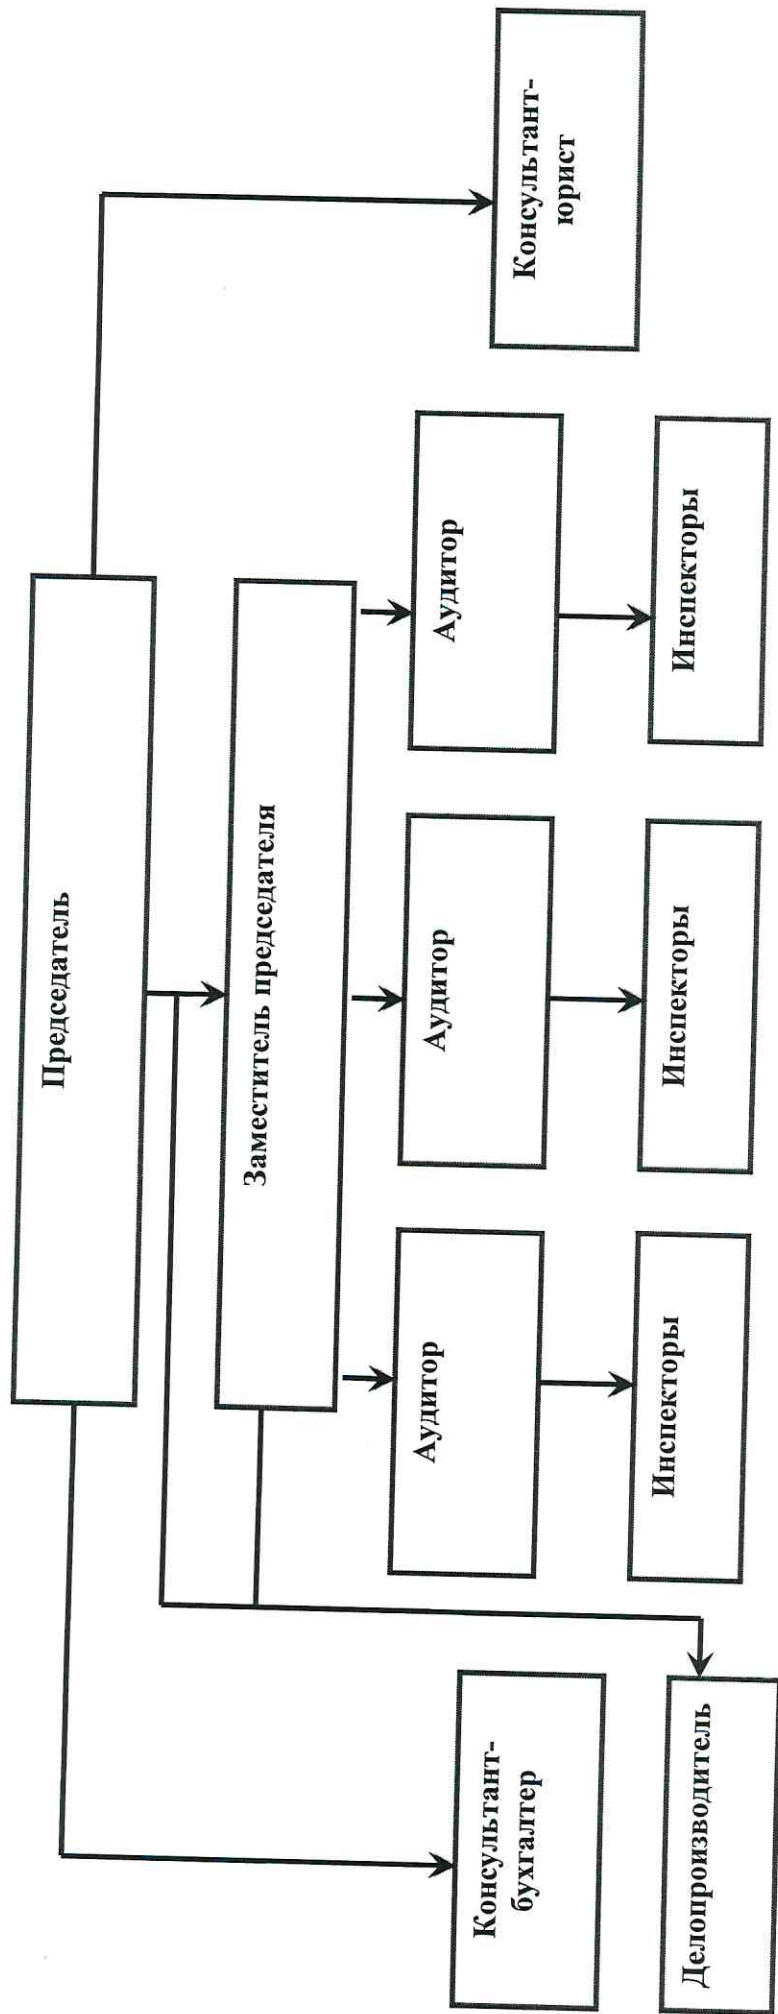 Председатель
Заместитель председателя
Аудитор
Аудитор
Аудитор
Консультант-
бухгалтер
Консультант-
юрист
Инспекторы
Инспекторы
Инспекторы
Делопроизводитель